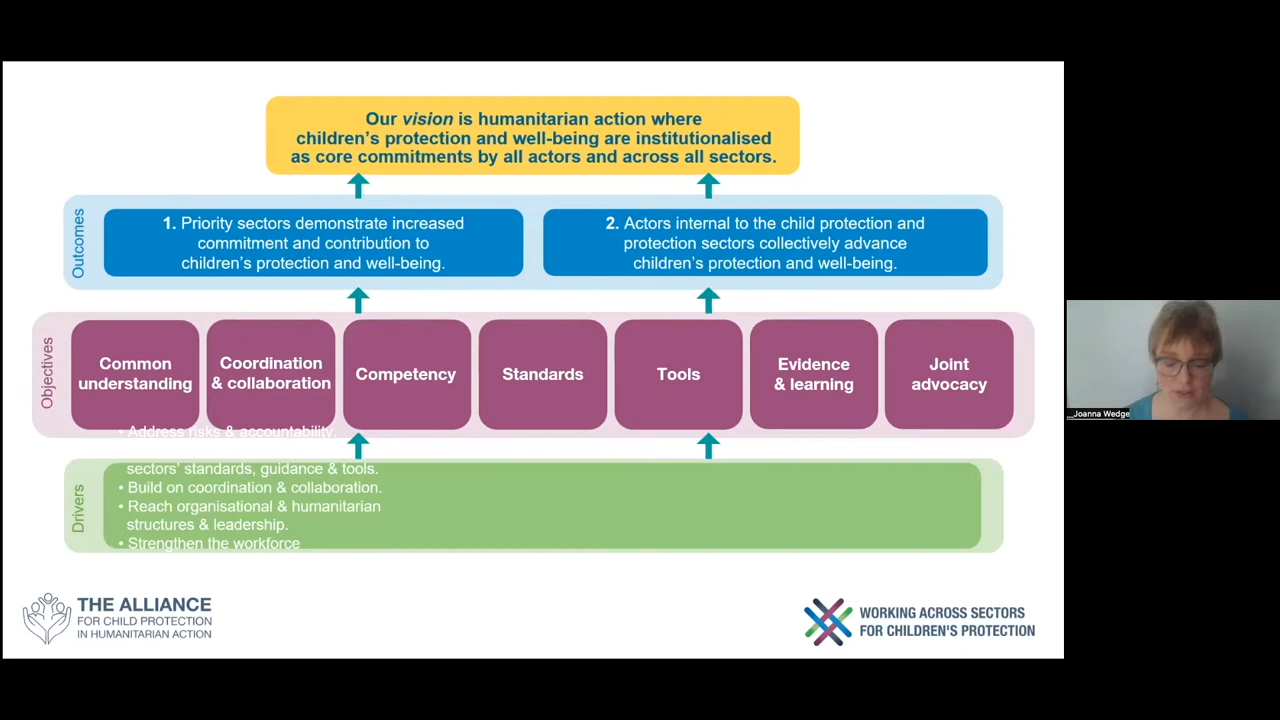 Our vision is humanitarian action where
children's protection and well-being are institutionalised
as core commitments by all actors and across all sectors.
Outcomes
1. Priority sectors demonstrate increased
commitment and contribution to
children's protection and well-being.
2. Actors internal to the child protection and
protection sectors collectively advance
children's protection and well-being.
Objectives
Common
understanding
Coordination
& collaboration
Competency
Standards
Tools
Evidence
& learning
Joint
advocacy
Drivers
• Address risks & accountability.
sectors' standards, guidance & tools.
• Build on coordination & collaboration.
• Reach organisational & humanitarian
structures & leadership.
• Strengthen the workforce
THE ALLIANCE
FOR CHILD PROTECTION
IN HUMANITARIAN ACTION
WORKING ACROSS SECTORS
FOR CHILDREN'S PROTECTION
_Joanna Wedge